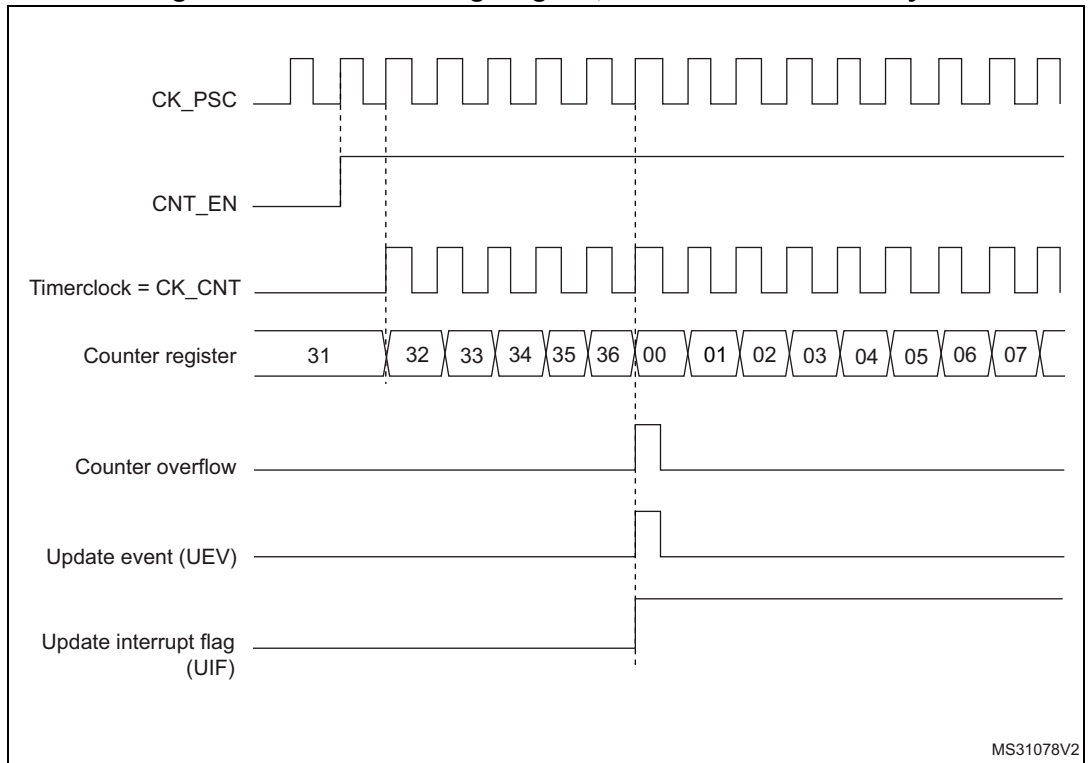 CK_PSC
CNT_EN
Timerclock = CK_CNT
Counter register 31 32 33 34 35 36 00 01 02 03 04 05 06 07
Counter overflow
Update event (UEV)
Update interrupt flag
(UIF)
MS31078V2